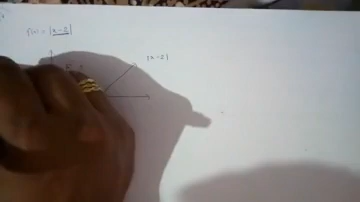 f(x) = |x-2|
|x-2|